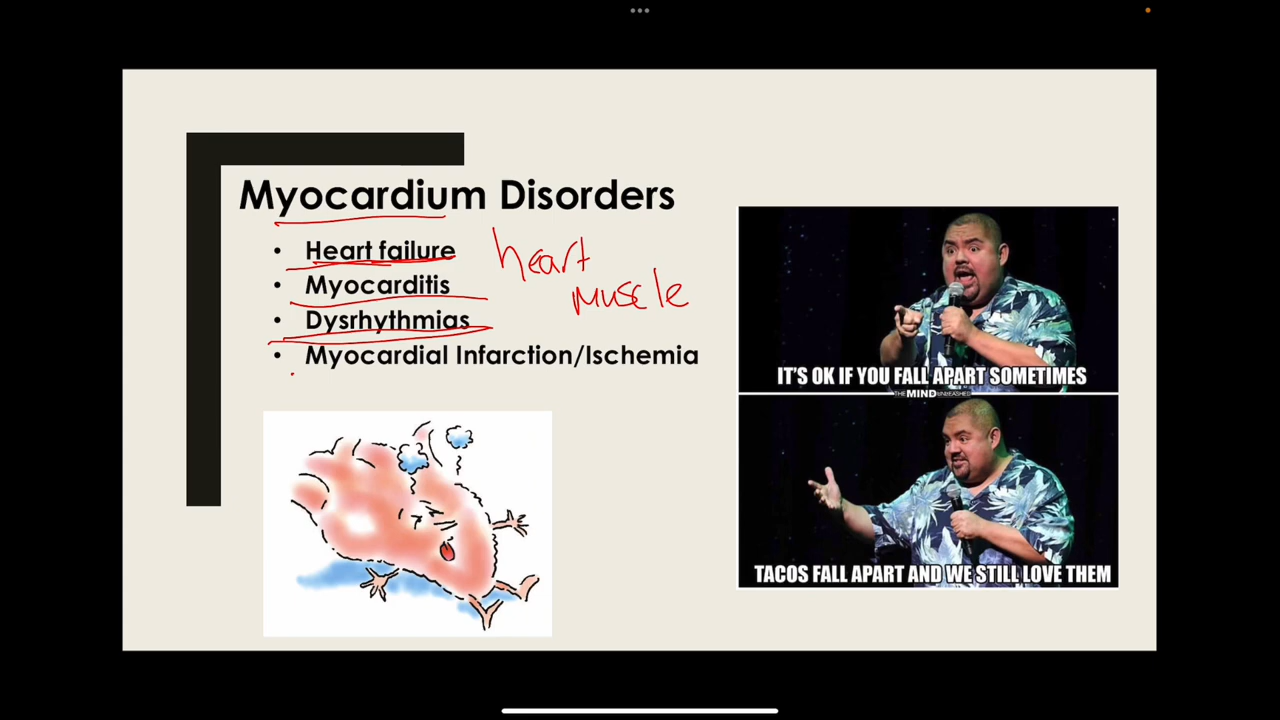 Myocardium Disorders
• Heart failure
• Myocarditis
• Dysrhythmias
• Myocardial Infarction/Ischemia
heart
muscle
IT'S OK IF YOU FALL APART SOMETIMES
THE MIND UNLEASHED
TACOS FALL APART AND WE STILL LOVE THEM